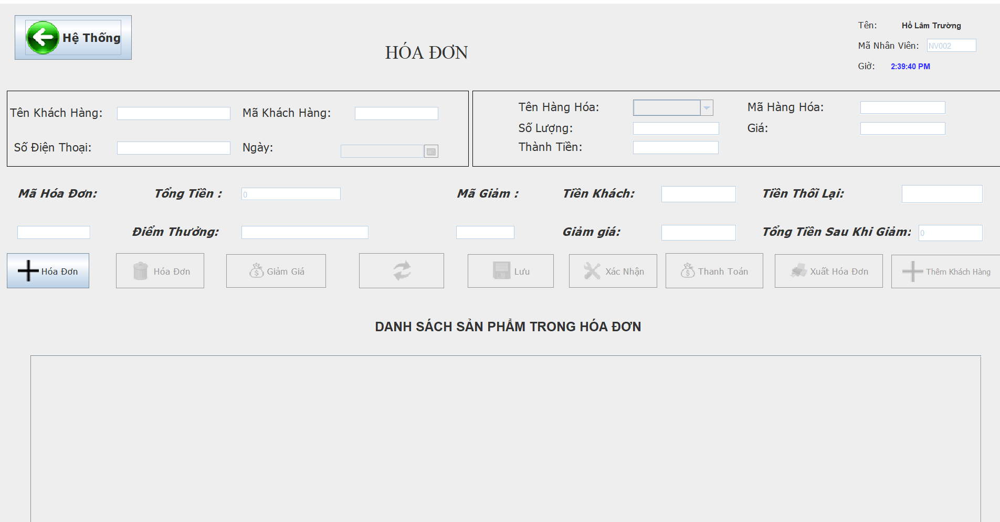 Hệ Thống
HÓA ĐƠN
Tên: Hồ Lâm Trường
Mã Nhân Viên: NV002
Giờ: 2:39:40 PM
Tên Khách Hàng: Mã Khách Hàng:
Số Điện Thoại: Ngày:
Tên Hàng Hóa: Mã Hàng Hóa:
Số Lượng: Giá:
Thành Tiền:
Mã Hóa Đơn: Tổng Tiền : 0 Mã Giảm : Tiền Khách: Tiền Thối Lại:
Điểm Thưởng: Giảm giá: Tổng Tiền Sau Khi Giảm: 0
Hóa Đơn Hóa Đơn Giảm Giá Lưu Xác Nhận Thanh Toán Xuất Hóa Đơn Thêm Khách Hàng
DANH SÁCH SẢN PHẨM TRONG HÓA ĐƠN